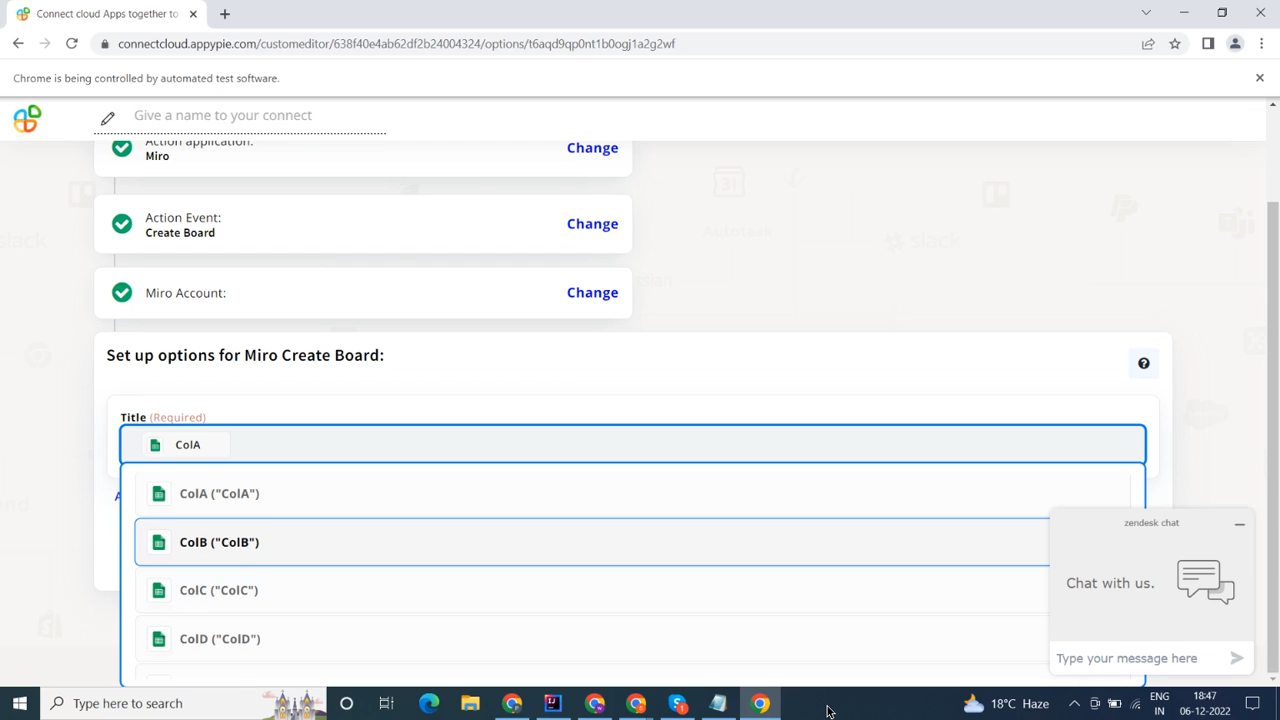 Connect cloud Apps together to
connectcloud.appypie.com/customeditor/638f40e4ab62df2b24004324/options/t6aqd9qp0nt1b0ogj1a2g2wf
Chrome is being controlled by automated test software.
Give a name to your connect
Action application:
Miro
Change
Action Event:
Create Board
Change
Miro Account:
Change
Set up options for Miro Create Board:
Title (Required)
ColA
ColA ("ColA")
ColB ("ColB")
ColC ("ColC")
ColD ("ColD")
zendesk chat
Chat with us.
Type your message here
slack
Type here to search
18°C Haze
ENG
IN
18:47
06-12-2022